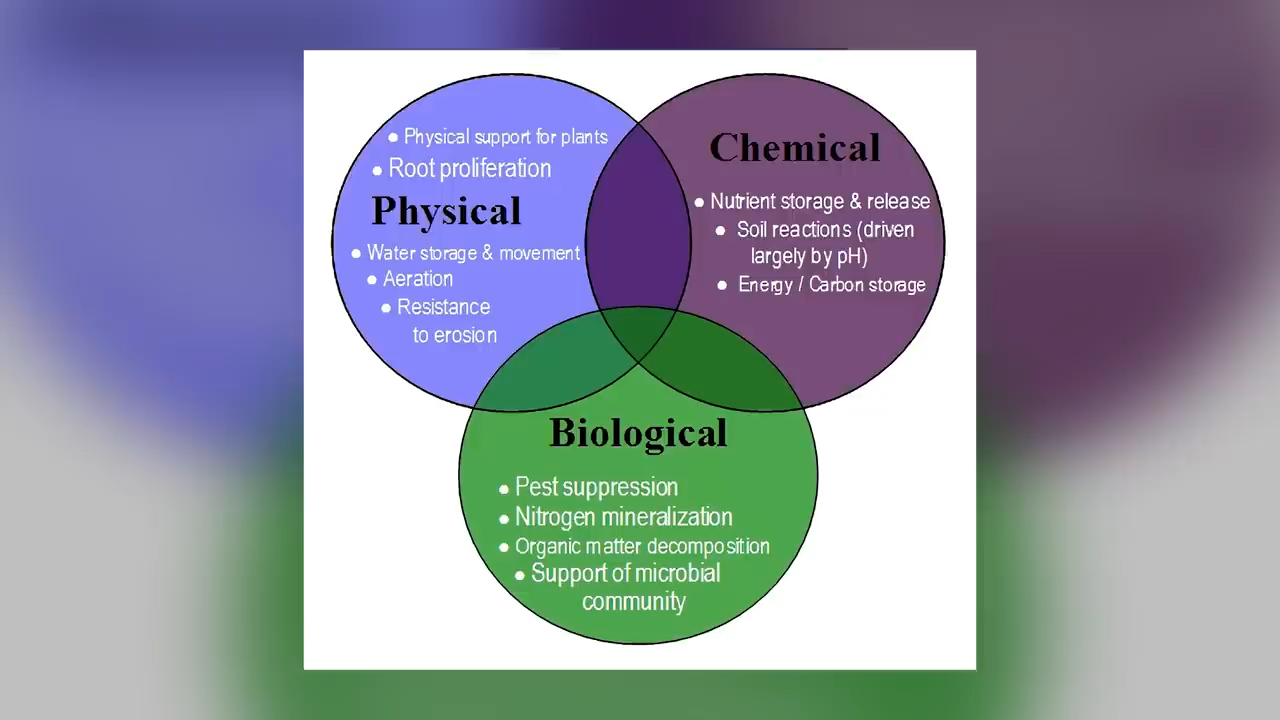 ● Physical support for plants
● Root proliferation
Physical
● Water storage & movement
● Aeration
● Resistance
to erosion
Chemical
● Nutrient storage & release
● Soil reactions (driven
largely by pH)
● Energy / Carbon storage
Biological
● Pest suppression
● Nitrogen mineralization
● Organic matter decomposition
● Support of microbial
community